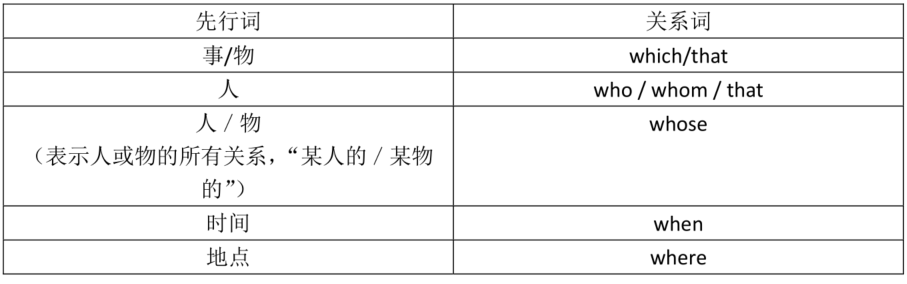 先行词 关系词
事/物 which/that
人 who / whom / that
人 / 物 whose
（表示人或物的所有关系，“某人的 / 某物
的”）
时间 when
地点 where